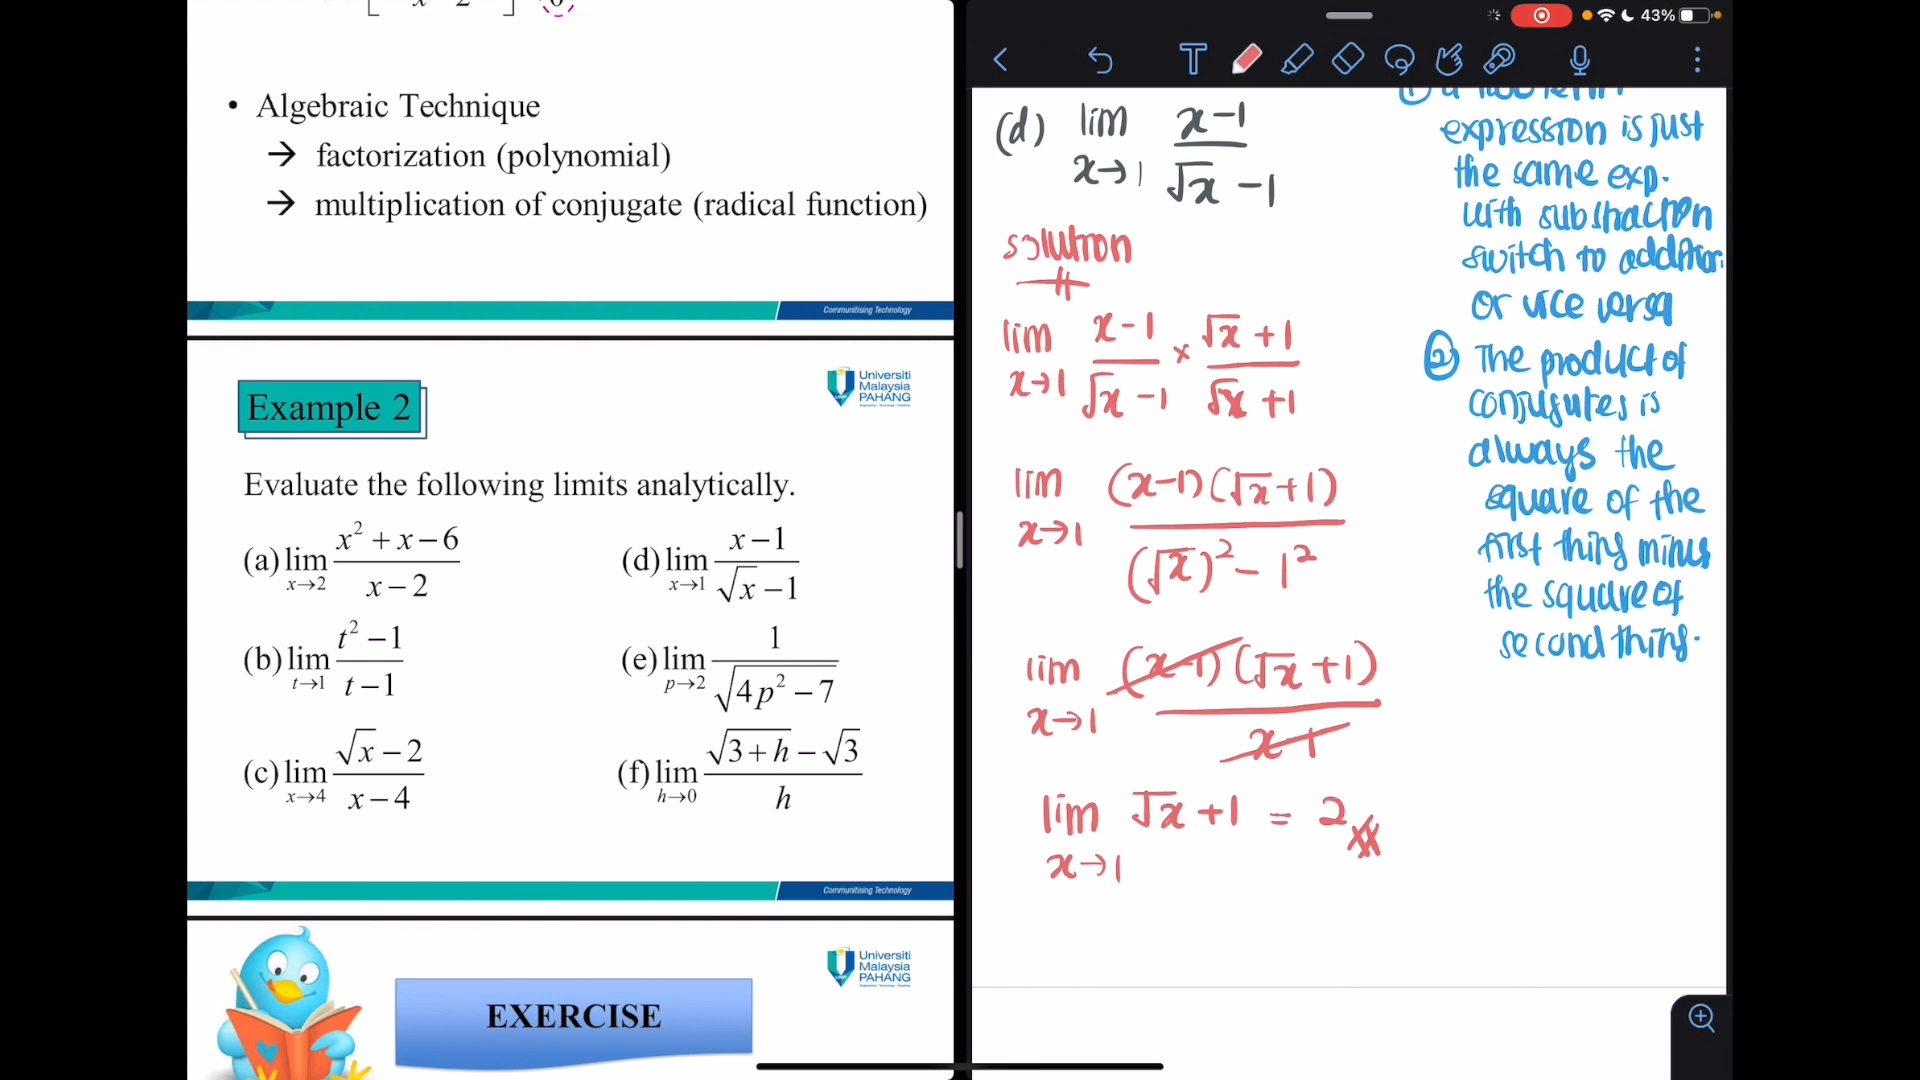 • Algebraic Technique
→ factorization (polynomial)
→ multiplication of conjugate (radical function)
Communitising Technology
Universiti
Malaysia
PAHANG
Example 2
Evaluate the following limits analytically.
(a) lim x→2 (x² + x − 6)/(x − 2)
(b) lim t→1 (t² − 1)/(t − 1)
(c) lim x→4 (√x − 2)/(x − 4)
(d) lim x→1 (x − 1)/(√x − 1)
(e) lim p→2 1/√(4p² − 7)
(f) lim h→0 (√(3+h) − √3)/h
Communitising Technology
Universiti
Malaysia
PAHANG
EXERCISE
43%
T
(d) lim x→1 (x−1)/(√x −1)
solution
lim x→1 (x−1)/(√x −1) × (√x +1)/(√x +1)
lim x→1 (x−1)(√x+1)/((√x)² − 1²)
lim x→1 (x−1)(√x+1)/(x−1)
lim x→1 √x +1 = 2
expression is just
the same exp.
with substraction
switch to addition
or vice versa
② The product of
conjugates is
always the
square of the
first thing minus
the square of
second thing.